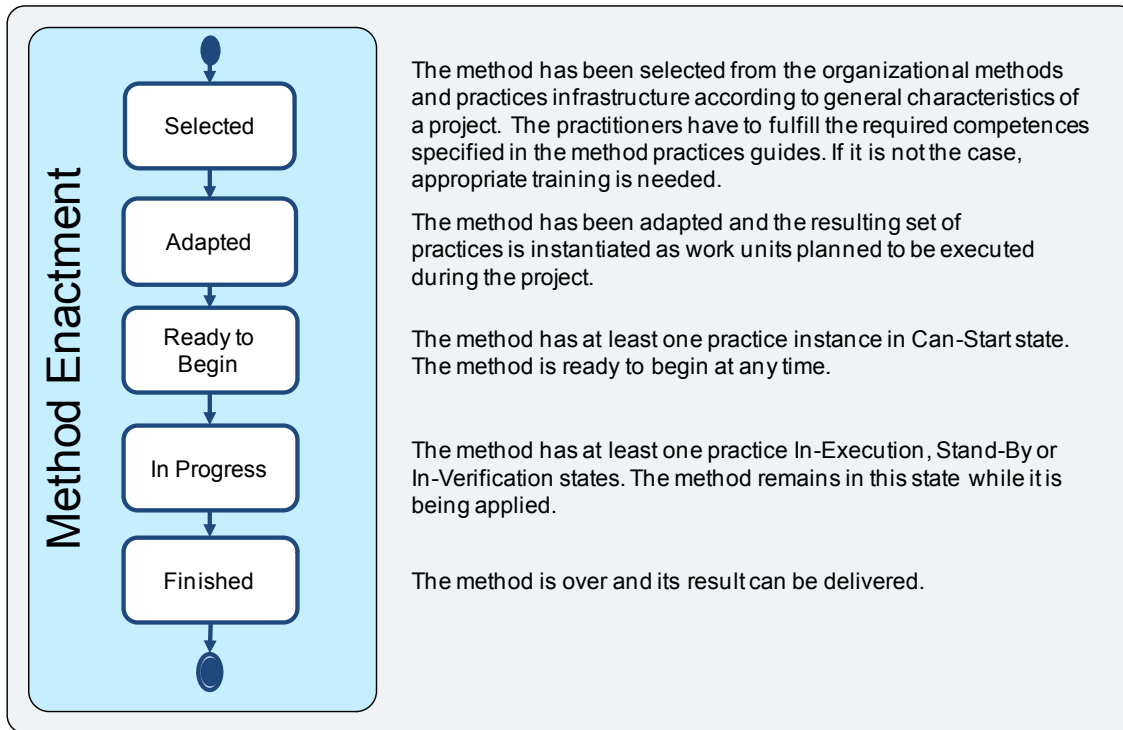 Method Enactment
Selected
The method has been selected from the organizational methods
and practices infrastructure according to general characteristics of
a project. The practitioners have to fulfill the required competences
specified in the method practices guides. If it is not the case,
appropriate training is needed.
Adapted
The method has been adapted and the resulting set of
practices is instantiated as work units planned to be executed
during the project.
Ready to
Begin
The method has at least one practice instance in Can-Start state.
The method is ready to begin at any time.
In Progress
The method has at least one practice In-Execution, Stand-By or
In-Verification states. The method remains in this state while it is
being applied.
Finished
The method is over and its result can be delivered.